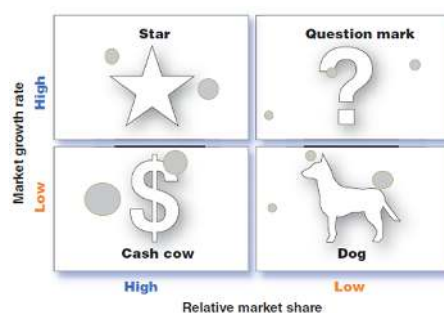 Star
Question mark
Market growth rate
High
Low
?
$
Cash cow
Dog
High
Low
Relative market share